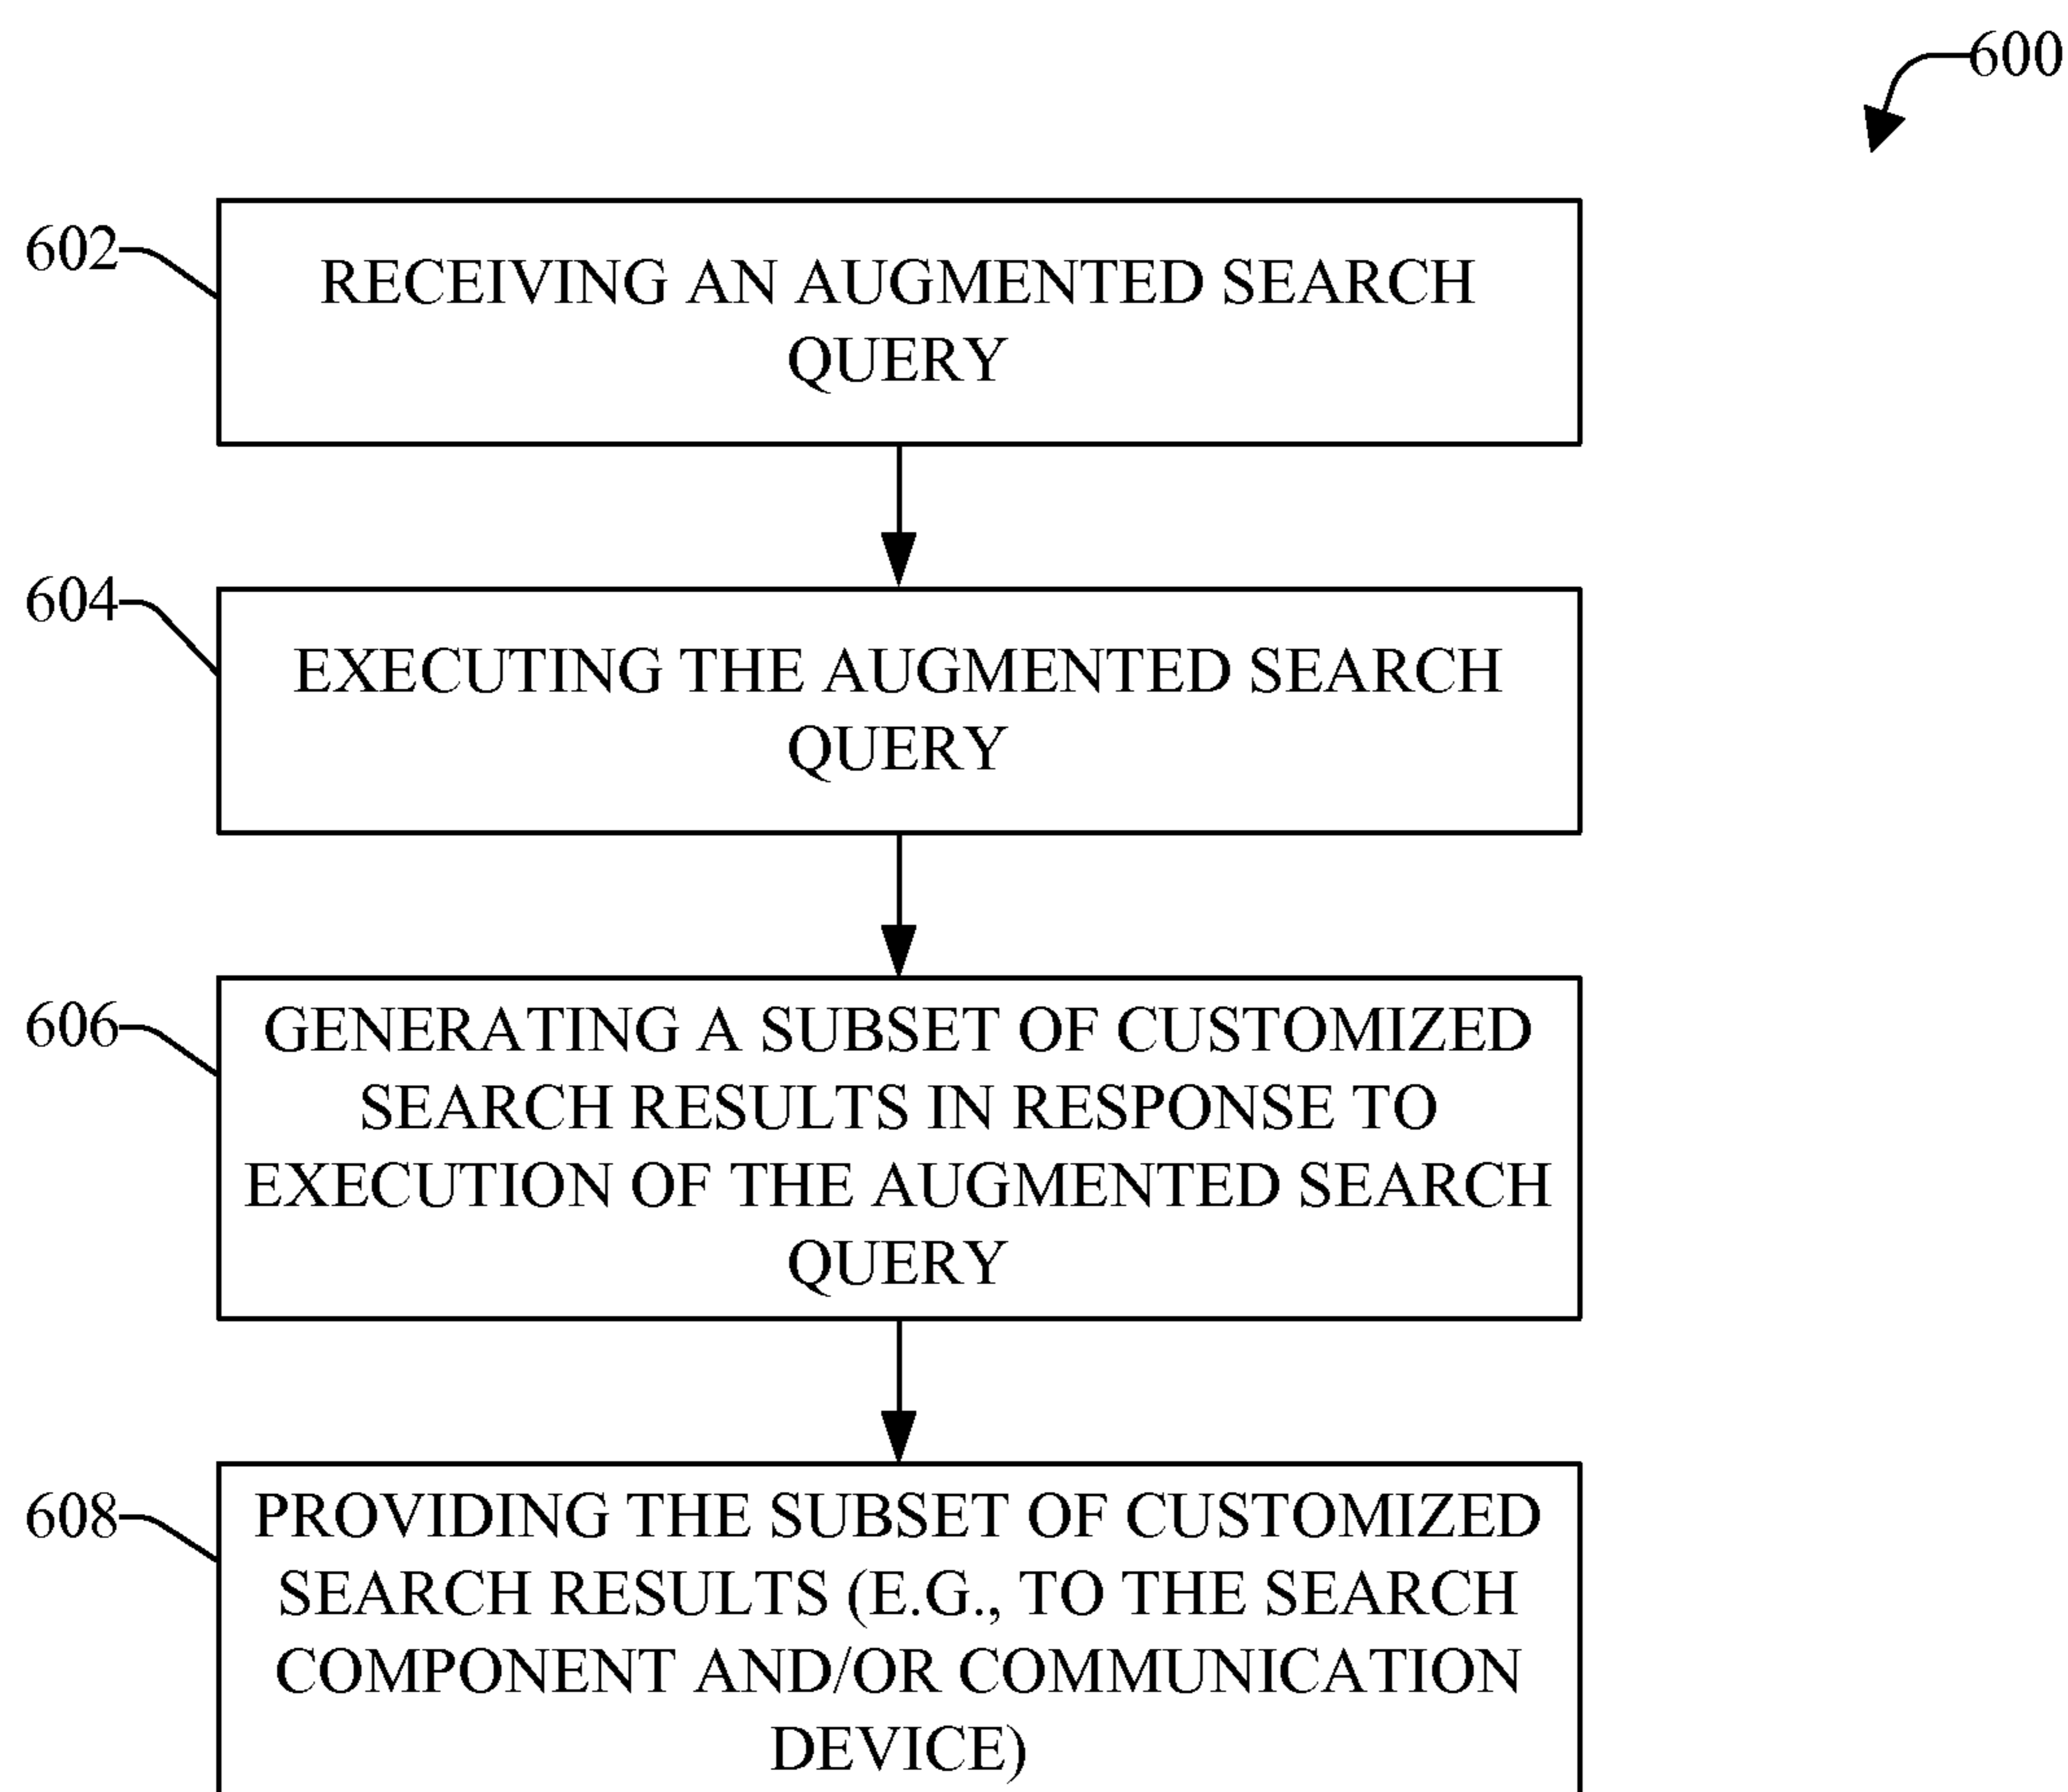 600
602
RECEIVING AN AUGMENTED SEARCH
QUERY
604
EXECUTING THE AUGMENTED SEARCH
QUERY
606
GENERATING A SUBSET OF CUSTOMIZED
SEARCH RESULTS IN RESPONSE TO
EXECUTION OF THE AUGMENTED SEARCH
QUERY
608
PROVIDING THE SUBSET OF CUSTOMIZED
SEARCH RESULTS (E.G., TO THE SEARCH
COMPONENT AND/OR COMMUNICATION
DEVICE)